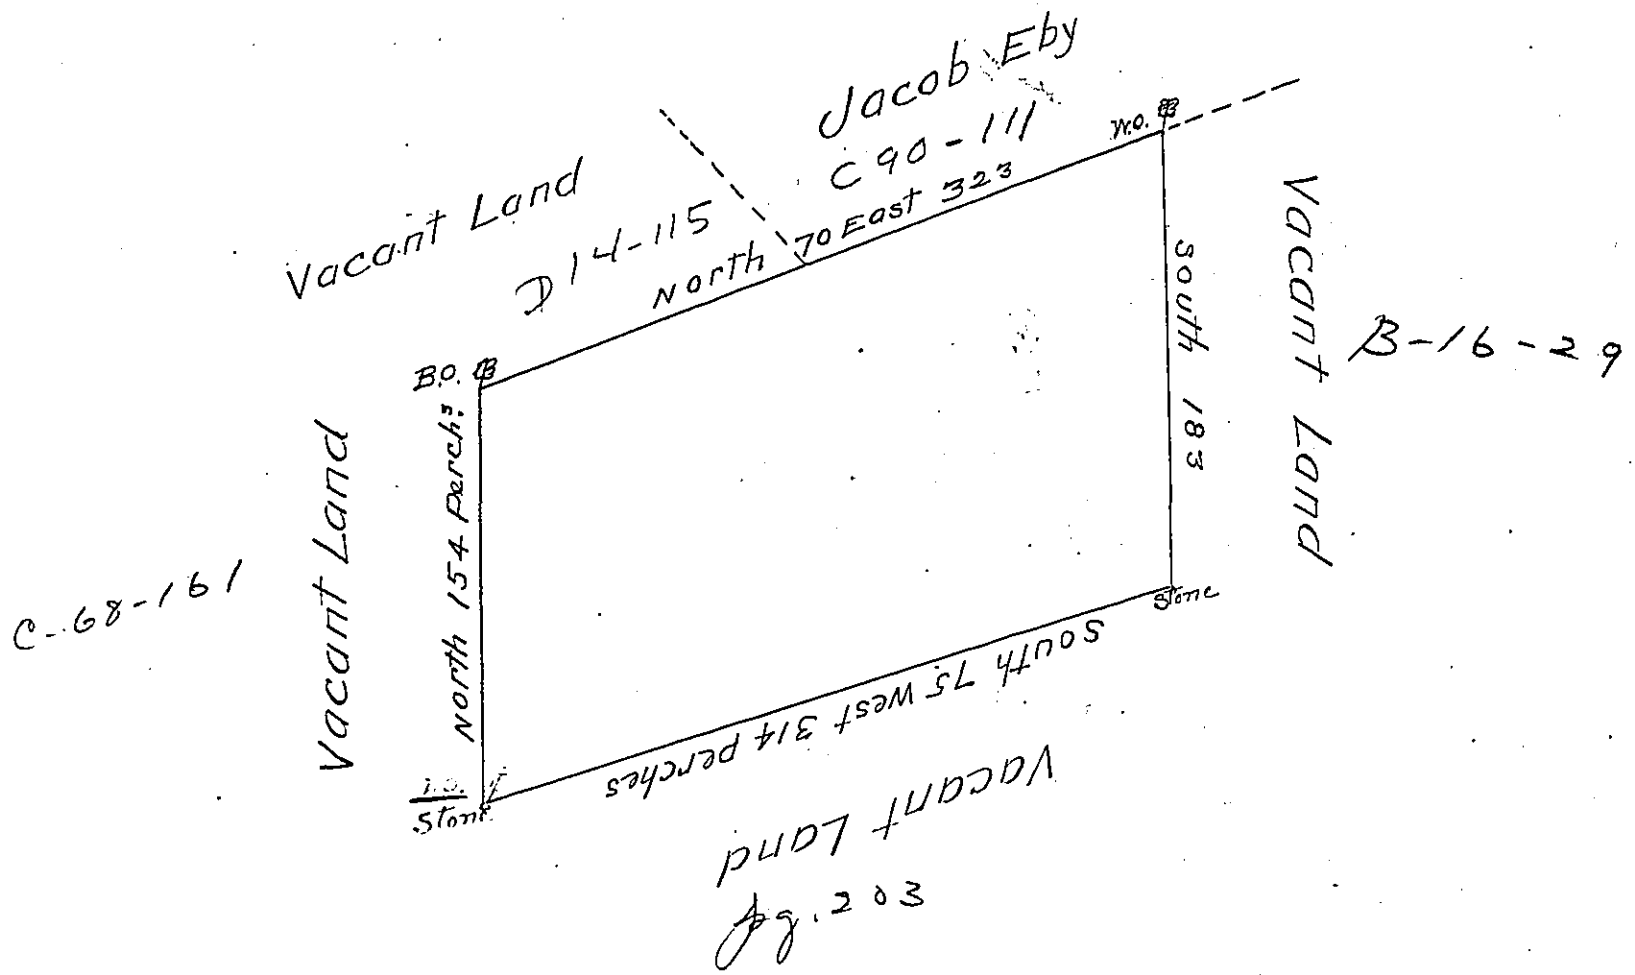 Jacob Eby
C 90-111
Vacant Land
D 14-115
North 70 East 323
W.O.
B.O.
South 183
Vacant Land
B-16-29
North 154 Perchs
Vacant Land
C-68-161
Stone
South 75 West 314 perches
Stone
Vacant Land
pg. 203